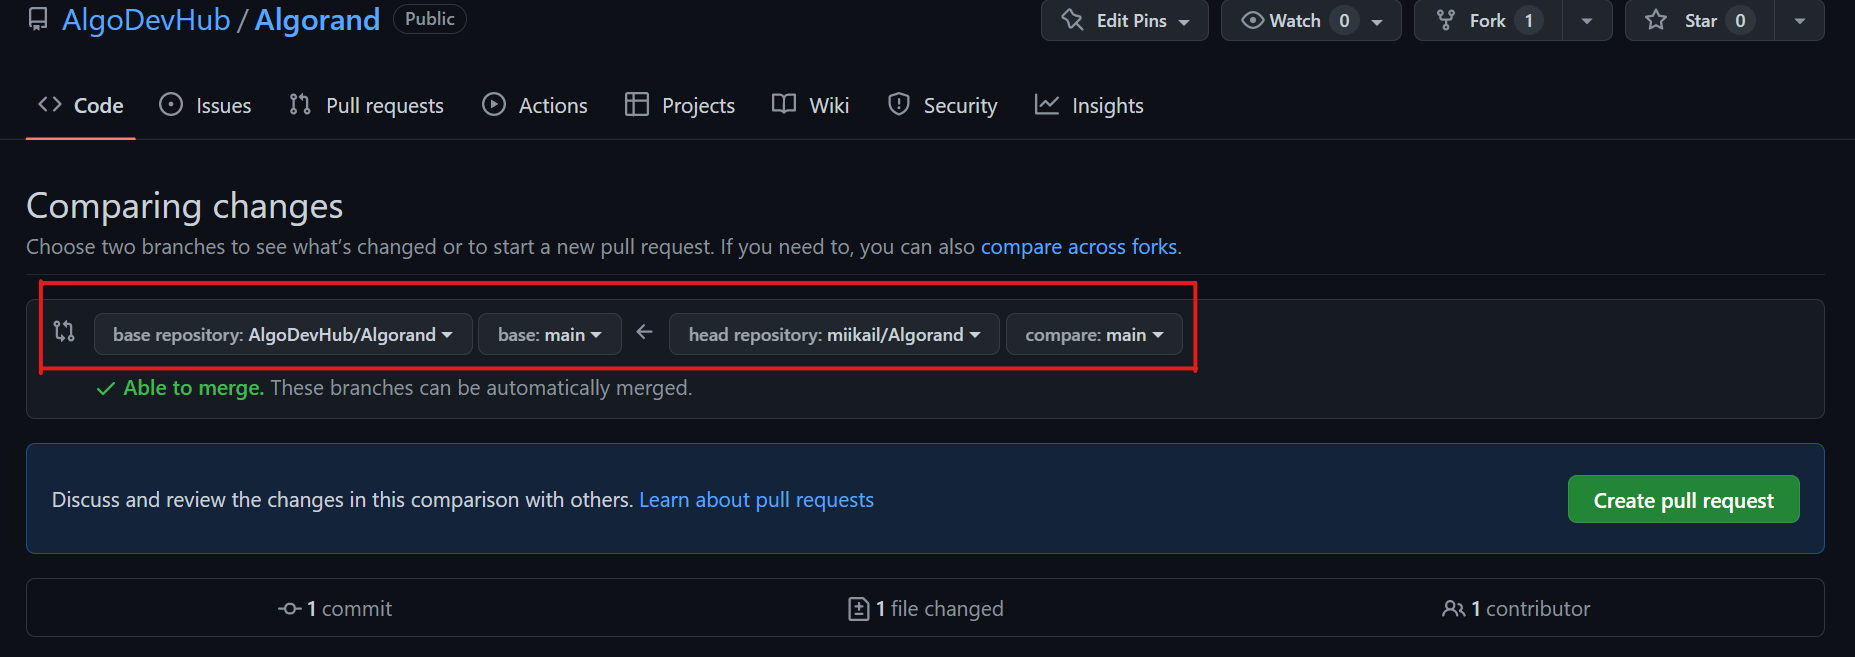 AlgoDevHub / Algorand Public Edit Pins Watch 0 Fork 1 Star 0
Code Issues Pull requests Actions Projects Wiki Security Insights
Comparing changes
Choose two branches to see what's changed or to start a new pull request. If you need to, you can also compare across forks.
base repository: AlgoDevHub/Algorand base: main ← head repository: miikail/Algorand compare: main
✓ Able to merge. These branches can be automatically merged.
Discuss and review the changes in this comparison with others. Learn about pull requests Create pull request
1 commit 1 file changed 1 contributor